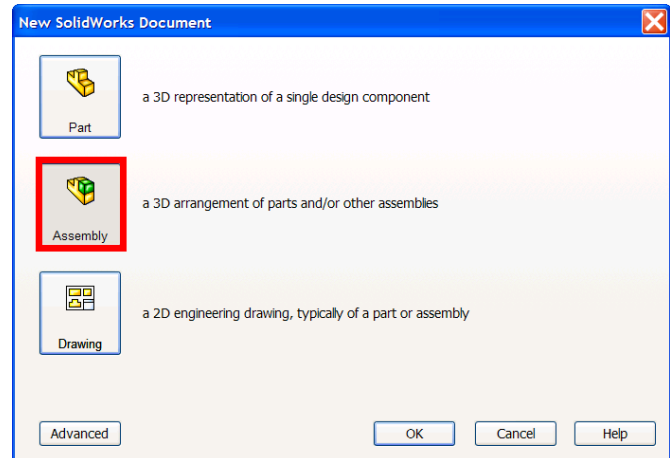 New SolidWorks Document
Part
a 3D representation of a single design component
Assembly
a 3D arrangement of parts and/or other assemblies
Drawing
a 2D engineering drawing, typically of a part or assembly
Advanced OK Cancel Help